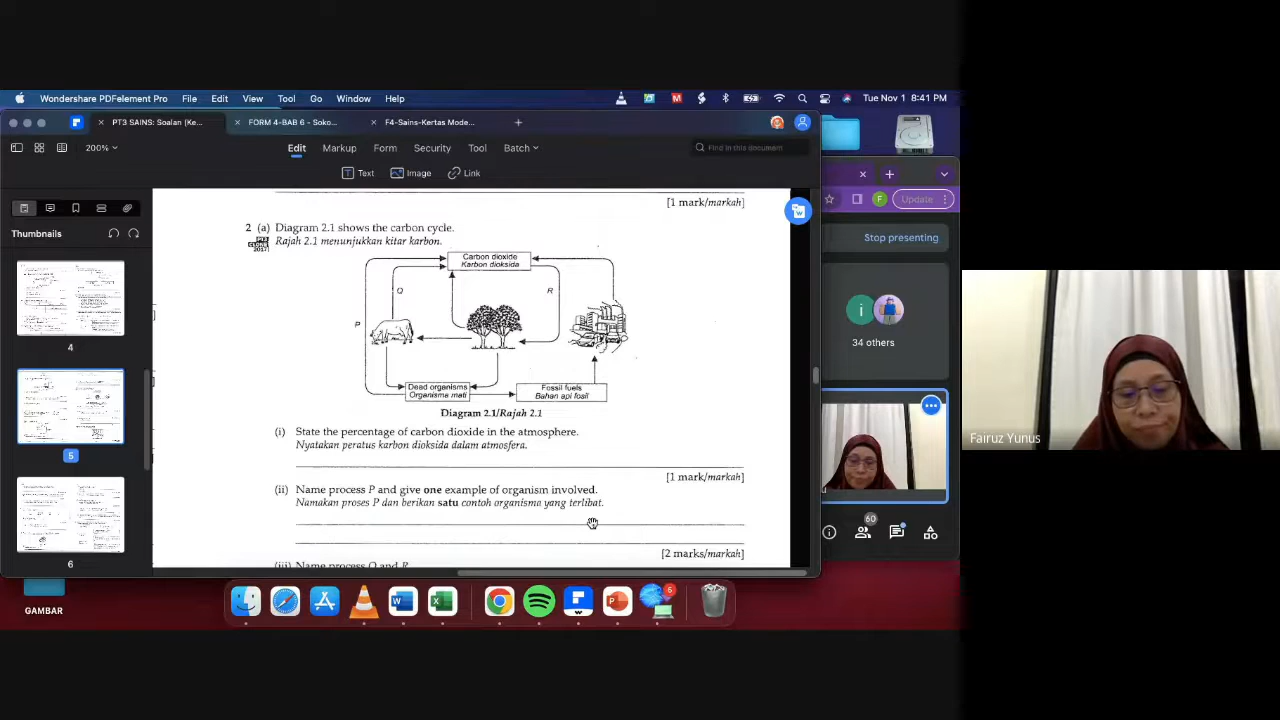 Wondershare PDFelement Pro File Edit View Tool Go Window Help Tue Nov 1 8:41 PM
PT3 SAINS: Soalan (Ke... FORM 4-BAB 6 - Soko... F4-Sains-Kertas Mode...
200% Edit Markup Form Security Tool Batch Find in this document
Text Image Link
Update
Thumbnails
4
5
6
[1 mark/markah]
2 (a) Diagram 2.1 shows the carbon cycle.
Rajah 2.1 menunjukkan kitar karbon.
Carbon dioxide
Karbon dioksida
Q
R
P
Dead organisms
Organisma mati
Fossil fuels
Bahan api fosil
Diagram 2.1/Rajah 2.1
(i) State the percentage of carbon dioxide in the atmosphere.
Nyatakan peratus karbon dioksida dalam atmosfera.
[1 mark/markah]
(ii) Name process P and give one example of organism involved.
Namakan proses P dan berikan satu contoh organisma yang terlibat.
[2 marks/markah]
(iii) Name process Q and R.
Stop presenting
i
34 others
60
F
GAMBAR
5
Fairuz Yunus